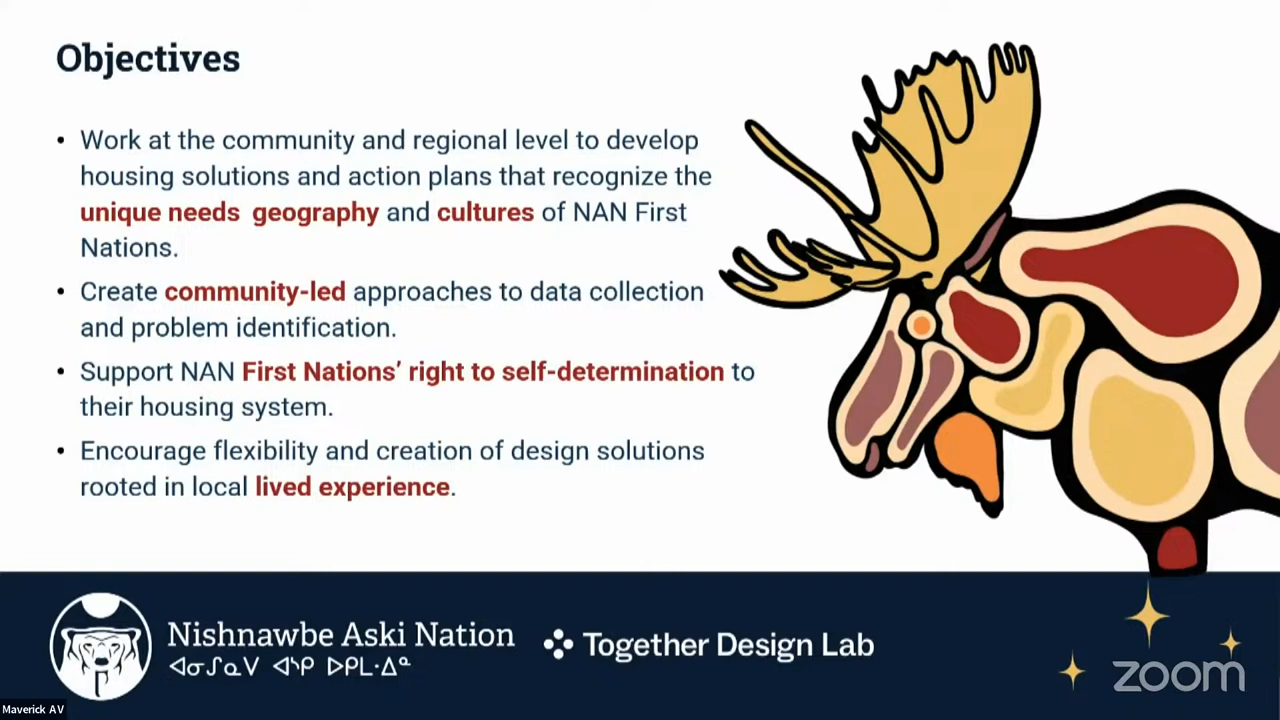 Objectives
• Work at the community and regional level to develop
housing solutions and action plans that recognize the
unique needs geography and cultures of NAN First
Nations.
• Create community-led approaches to data collection
and problem identification.
• Support NAN First Nations’ right to self-determination to
their housing system.
• Encourage flexibility and creation of design solutions
rooted in local lived experience.
Nishnawbe Aski Nation
ᐊᓂᔑᓇᐯ ᐊᔅᑭ ᐅᑭᒪᐧᐃᓐ
Together Design Lab
zoom
Maverick AV